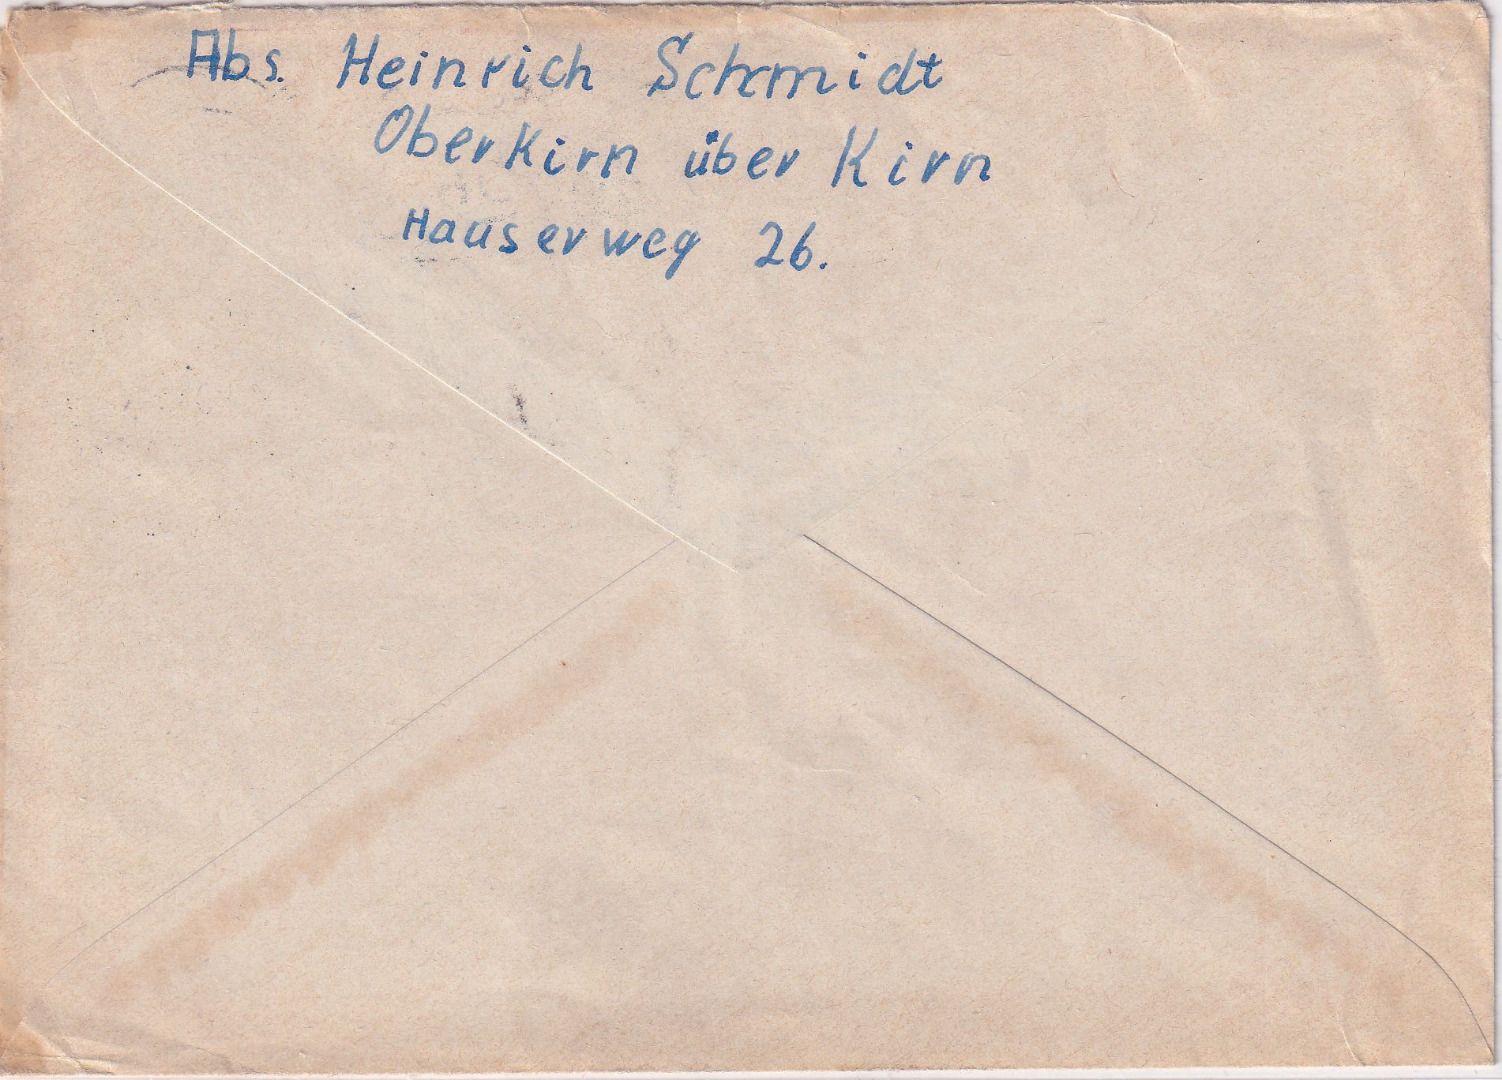 Abs. Heinrich Schmidt
Oberkirn über Kirn
Hauserweg 26.